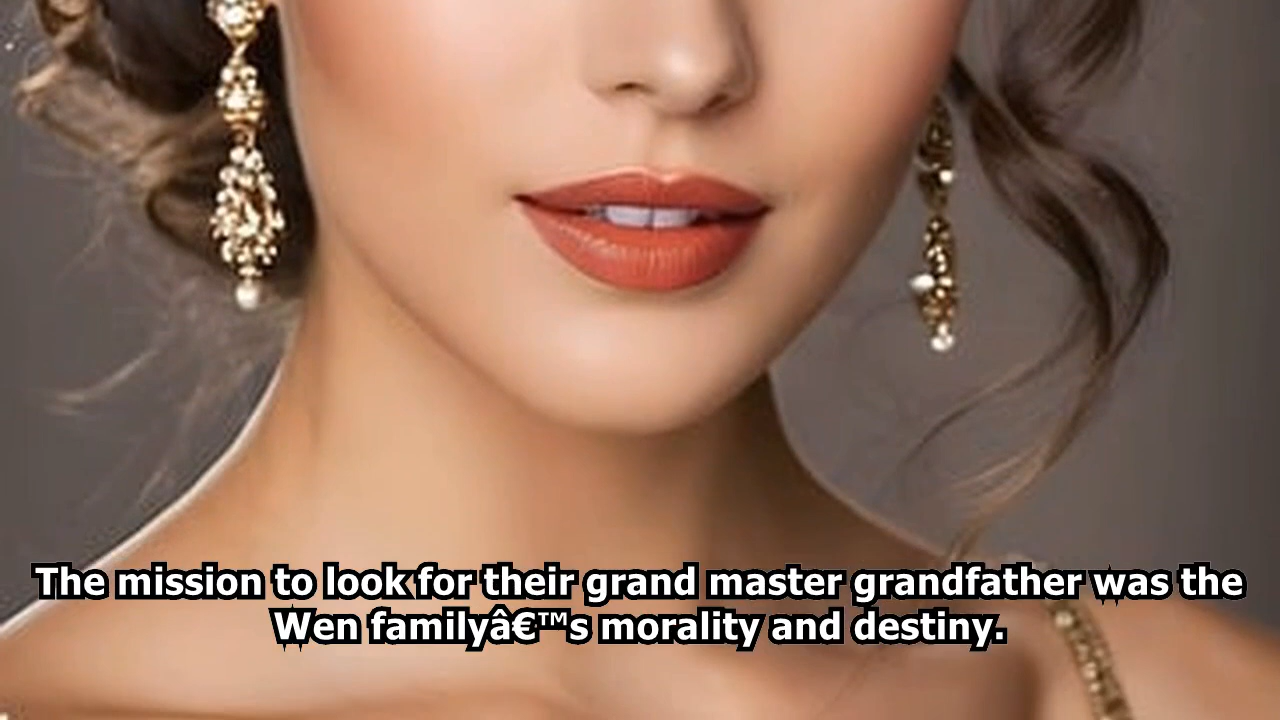 The mission to look for their grand master grandfather was the
Wen familyâ€™s morality and destiny.